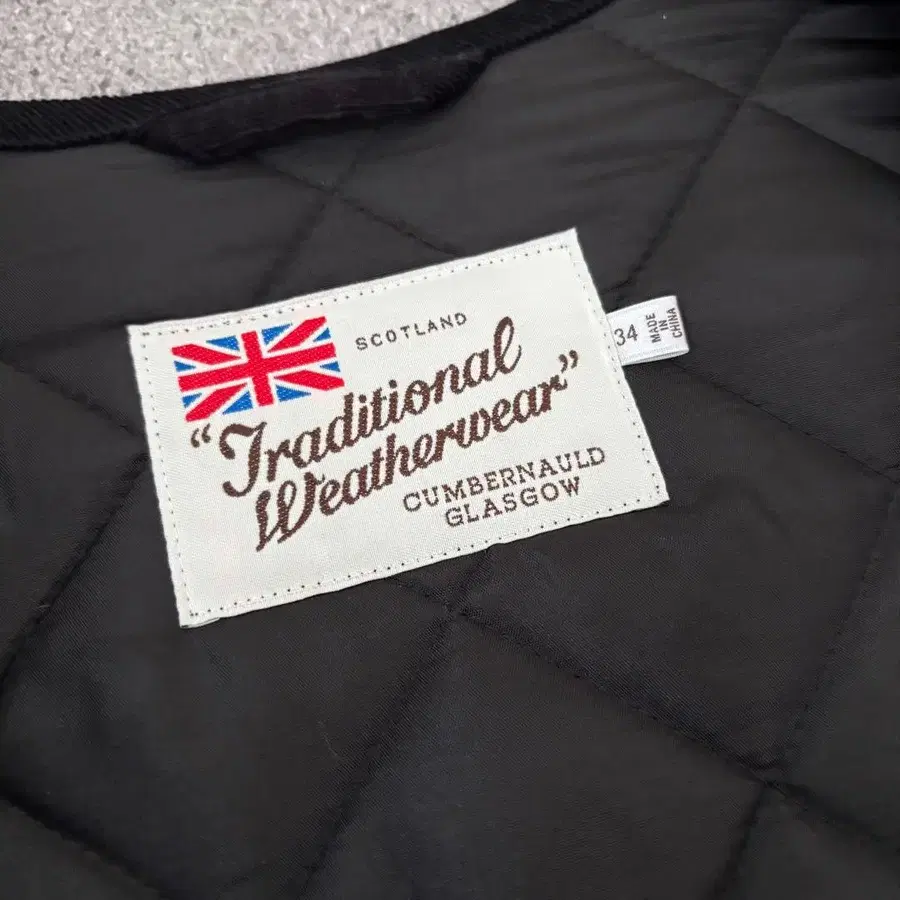 SCOTLAND
"Traditional
Weatherwear"
CUMBERNAULD
GLASGOW
34
MADE
IN
CHINA